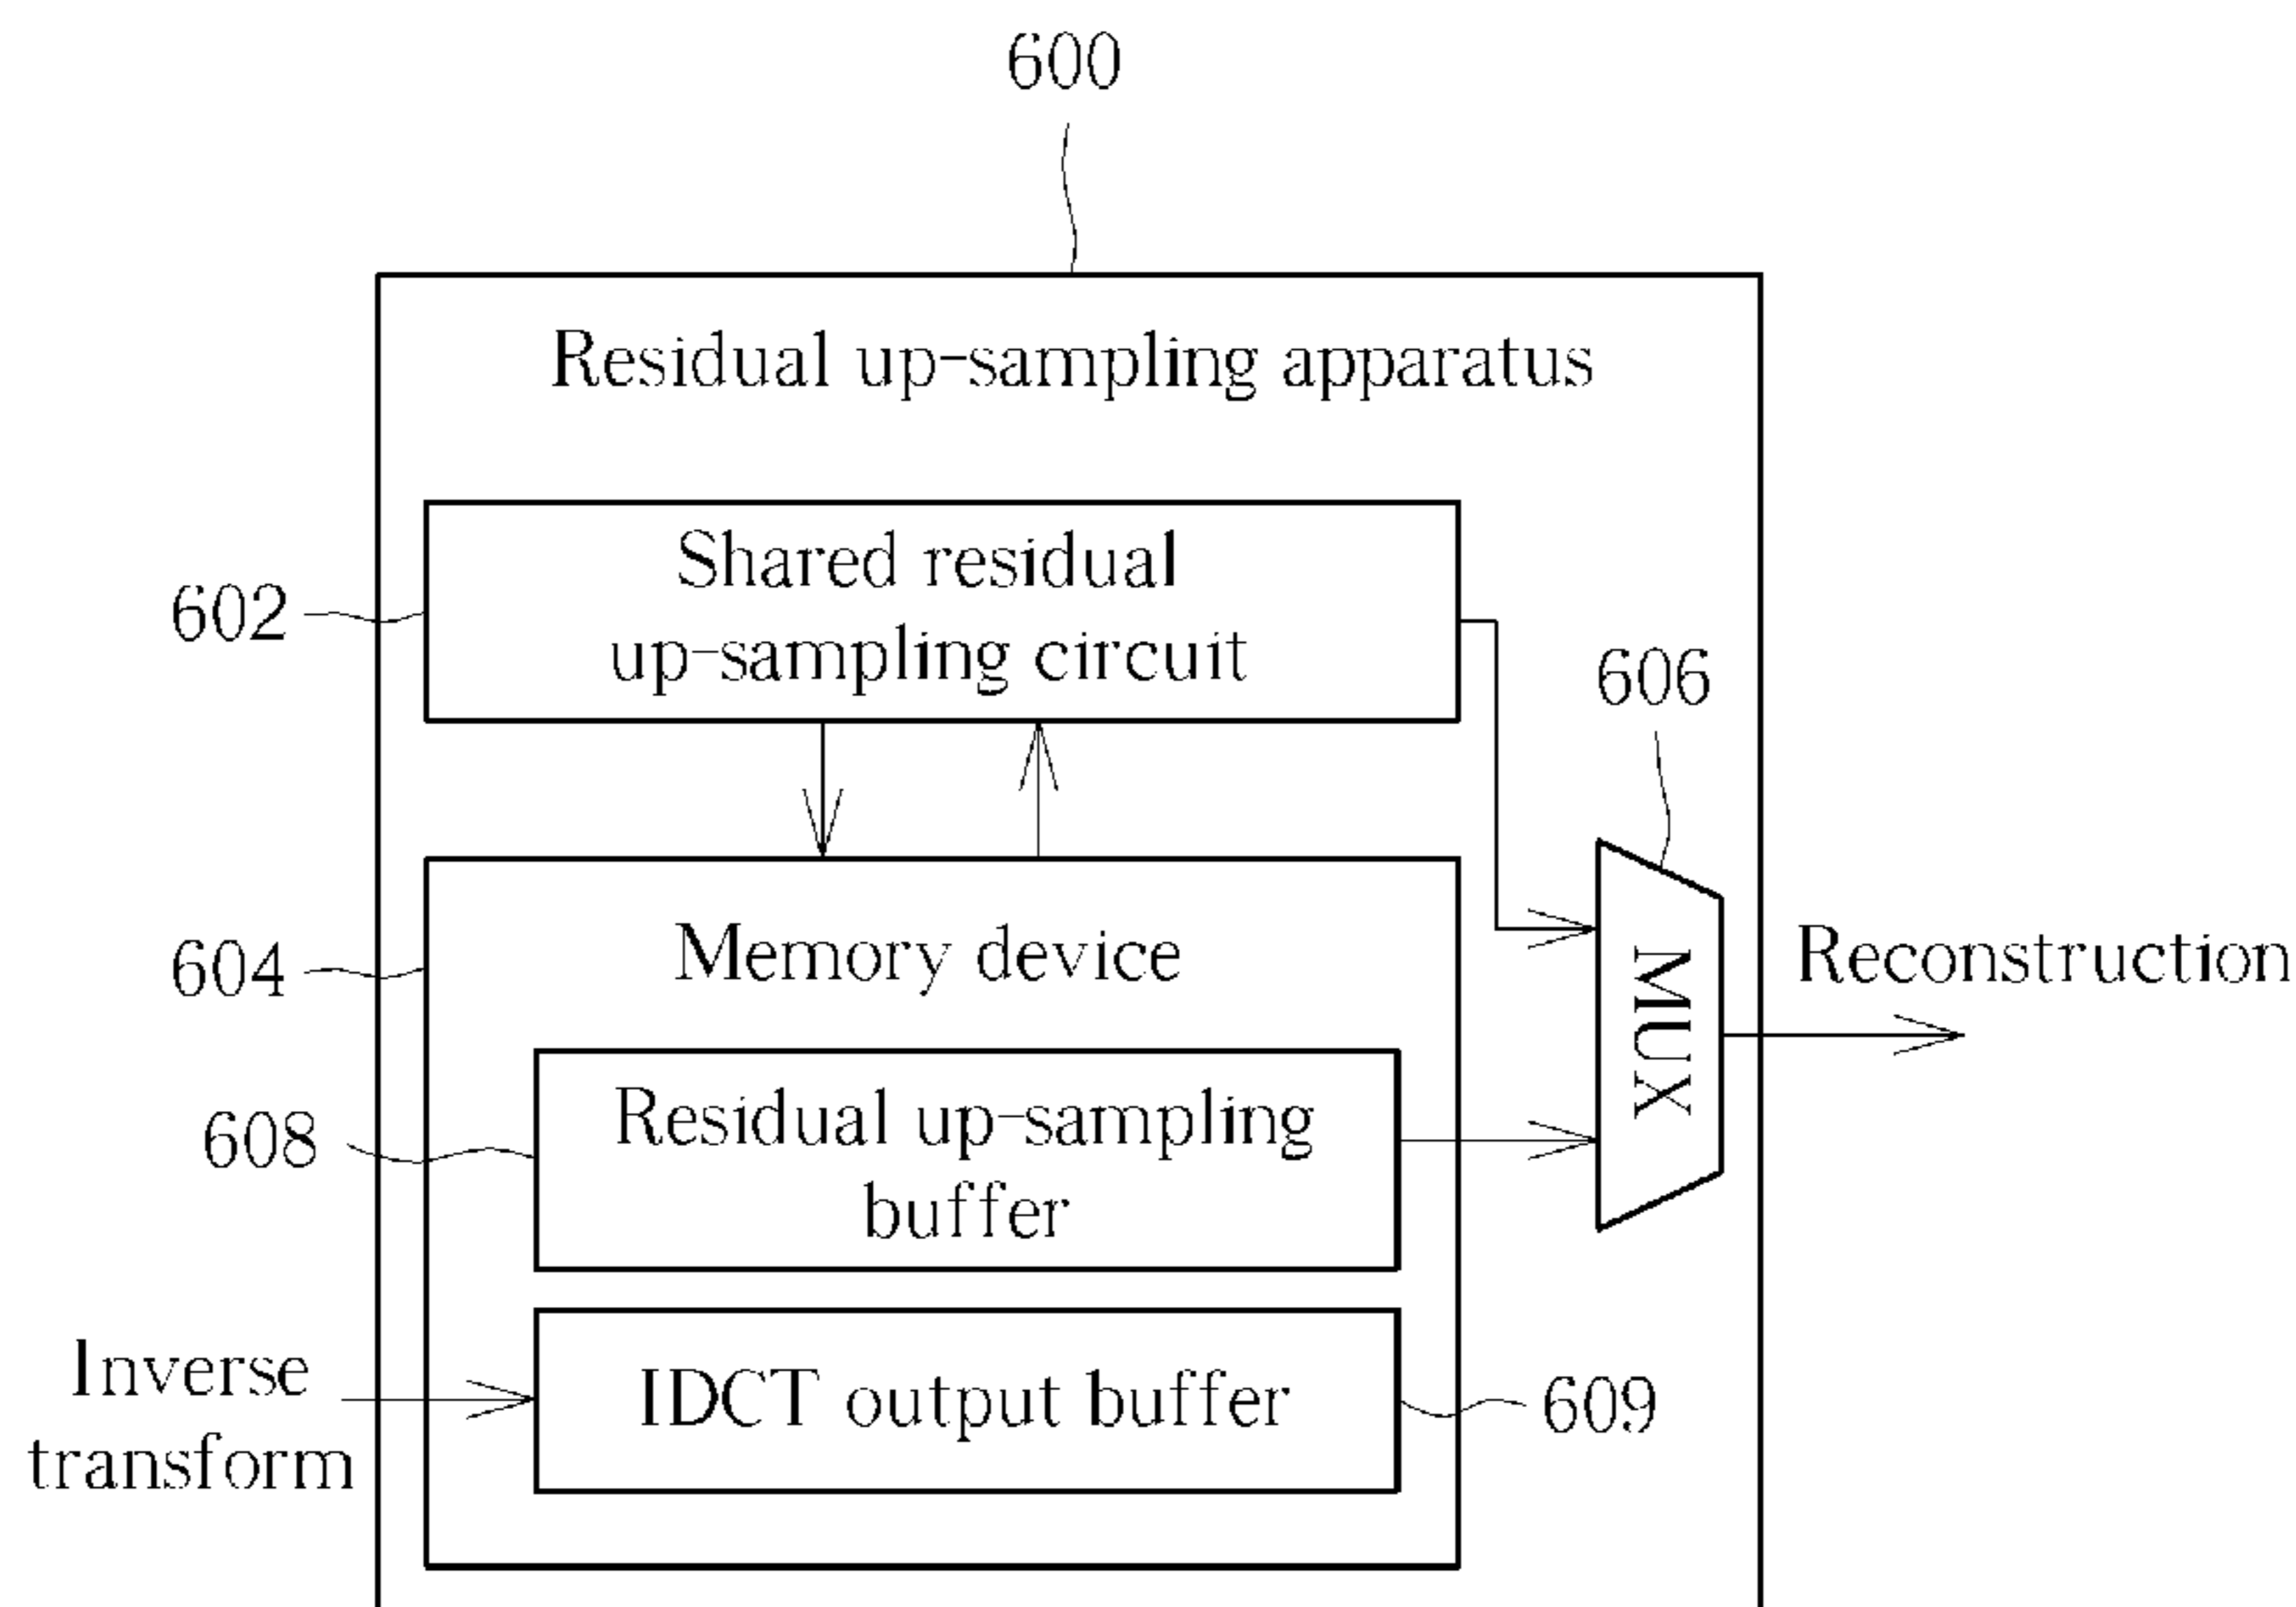 600
Residual up-sampling apparatus
Shared residual
up-sampling circuit
602
606
604
Memory device
Reconstruction
MUX
608
Residual up-sampling
buffer
Inverse
transform
IDCT output buffer
609